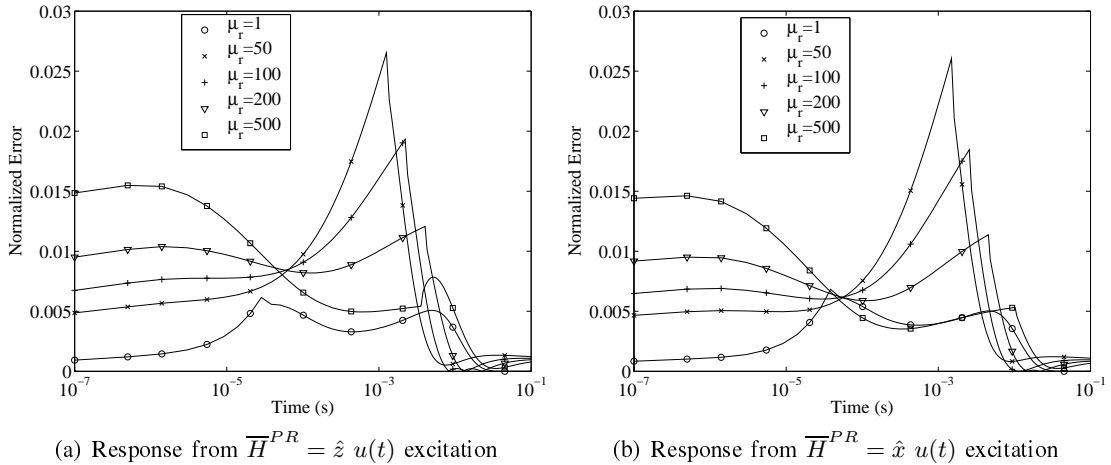 0.03
0.025
0.02
0.015
0.01
0.005
0
Normalized Error
μr=1
μr=50
μr=100
μr=200
μr=500
10−7
10−5
10−3
10−1
Time (s)
(a) Response from H̅^PR = ẑ u(t) excitation
0.03
0.025
0.02
0.015
0.01
0.005
0
Normalized Error
μr=1
μr=50
μr=100
μr=200
μr=500
10−7
10−5
10−3
10−1
Time (s)
(b) Response from H̅^PR = x̂ u(t) excitation